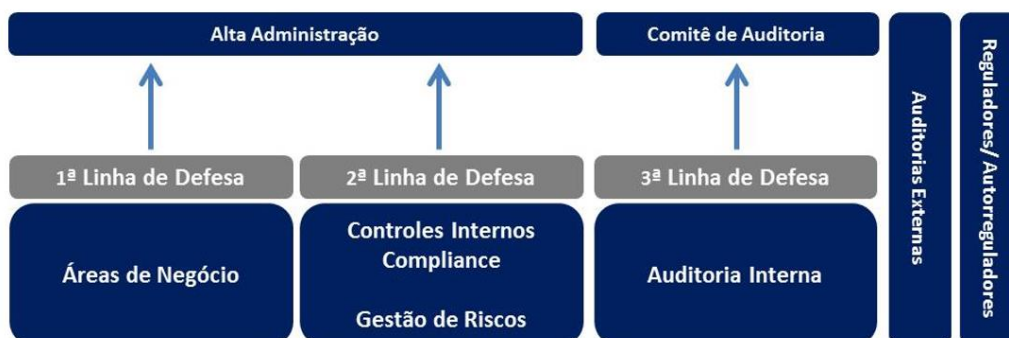 Alta Administração
Comitê de Auditoria
1ª Linha de Defesa
2ª Linha de Defesa
3ª Linha de Defesa
Áreas de Negócio
Controles Internos
Compliance
Gestão de Riscos
Auditoria Interna
Auditorias Externas
Reguladores/ Autorreguladores